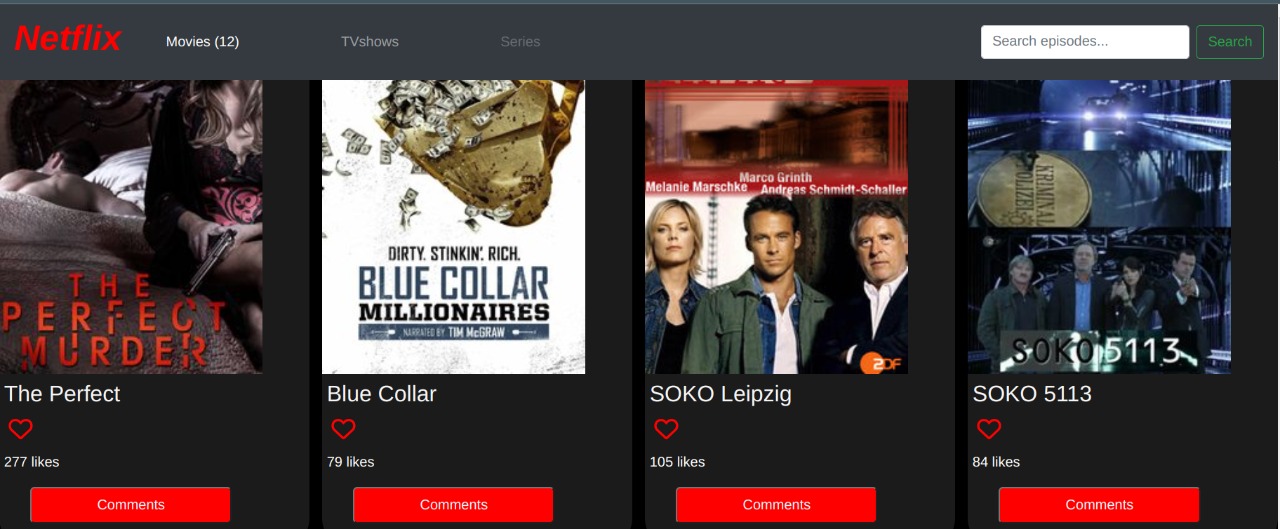 Netflix
Movies (12)
TVshows
Series
Search episodes...
Search
THE
PERFECT
MURDER
The Perfect
277 likes
Comments
DIRTY. STINKIN'. RICH.
BLUE COLLAR
MILLIONAIRES
NARRATED BY TIM McGRAW
Blue Collar
79 likes
Comments
Marco Girnth
Melanie Marschke Andreas Schmidt-Schaller
ZDF
SOKO Leipzig
105 likes
Comments
KRIMINAL
POLIZEI
SOKO 5113
SOKO 5113
84 likes
Comments